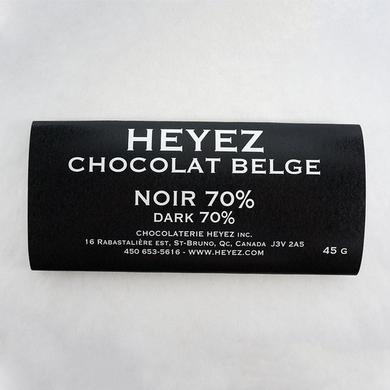 HEYEZ
CHOCOLAT BELGE
NOIR 70%
DARK 70%
CHOCOLATERIE HEYEZ INC.
16 RABASTALIÈRE EST, ST-BRUNO, QC, CANADA J3V 2A5
450 653-5616 - WWW.HEYEZ.COM
45 G